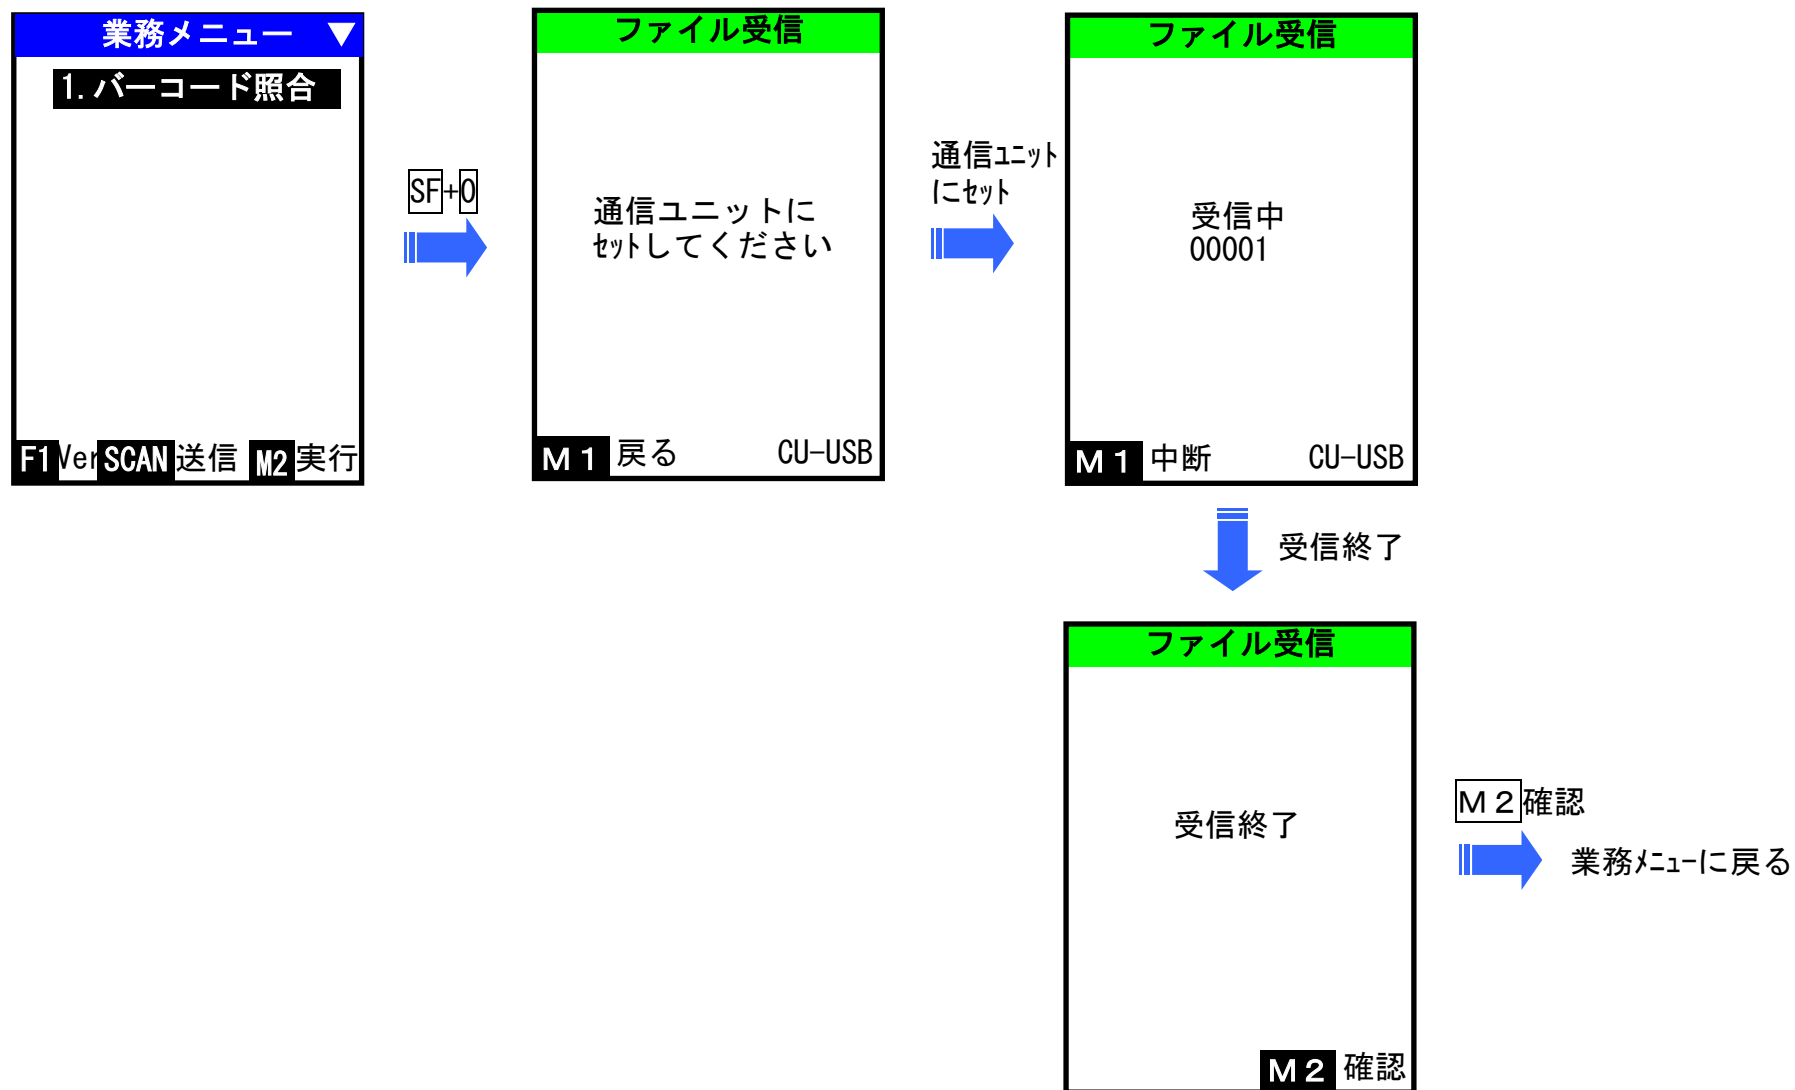 業務メニュー ▼
1.バーコード照合
F1 Ver SCAN 送信 M2 実行
SF+0
ファイル受信
通信ユニットに
ｾｯﾄしてください
M1 戻る CU-USB
通信ﾕﾆｯﾄ
にｾｯﾄ
ファイル受信
受信中
00001
M1 中断 CU-USB
受信終了
ファイル受信
受信終了
M2 確認
M2確認
業務ﾒﾆｭｰに戻る